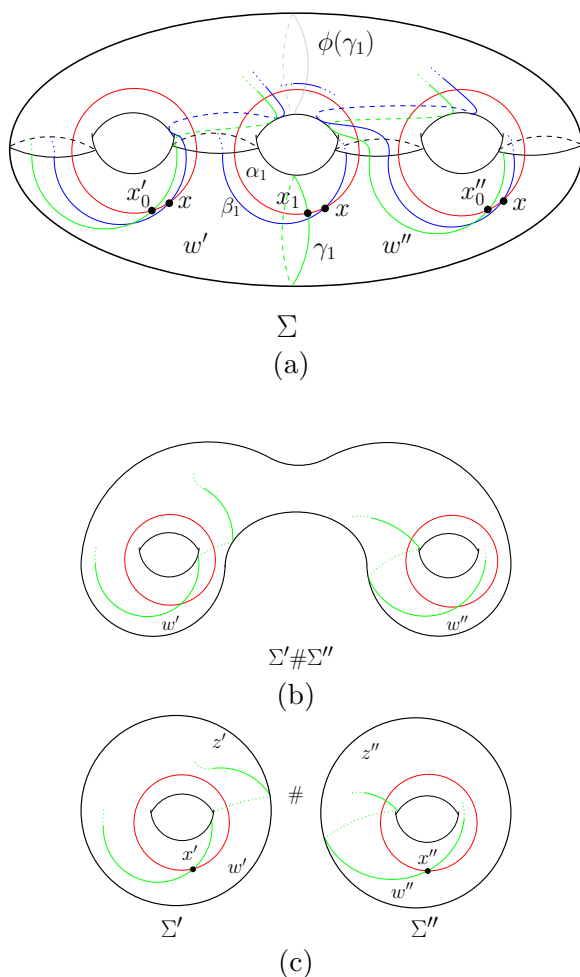 ϕ(γ₁)
α₁
x′₀ x β₁ x₁ x x″₀ x
w′ γ₁ w″
Σ
(a)
w′ w″
Σ′#Σ″
(b)
z′ z″
#
x′ w′ x″ w″
Σ′ Σ″
(c)